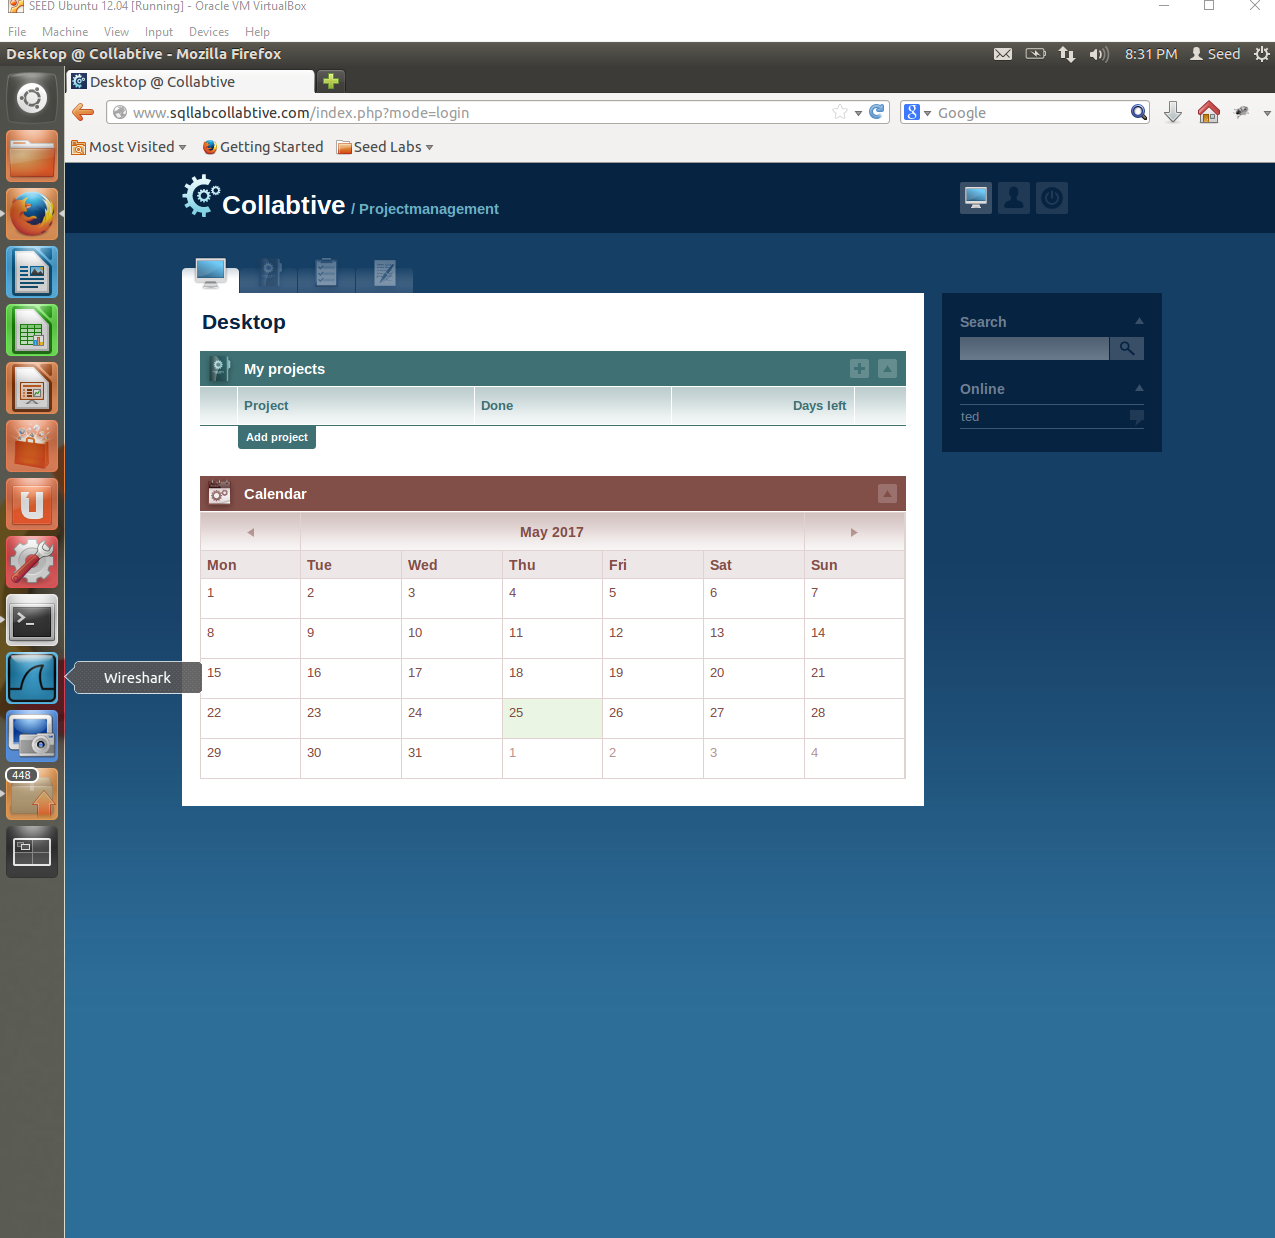 SEED Ubuntu 12.04 [Running] - Oracle VM VirtualBox
File Machine View Input Devices Help
Desktop @ Collabtive - Mozilla Firefox 8:31 PM Seed
Desktop @ Collabtive
www.sqllabcollabtive.com/index.php?mode=login Google
Most Visited Getting Started Seed Labs
Collabtive / Projectmanagement
Desktop
My projects
Project Done Days left
Add project
Calendar
May 2017
Mon Tue Wed Thu Fri Sat Sun
1 2 3 4 5 6 7
8 9 10 11 12 13 14
15 16 17 18 19 20 21
22 23 24 25 26 27 28
29 30 31 1 2 3 4
Search
Online
ted
Wireshark
448